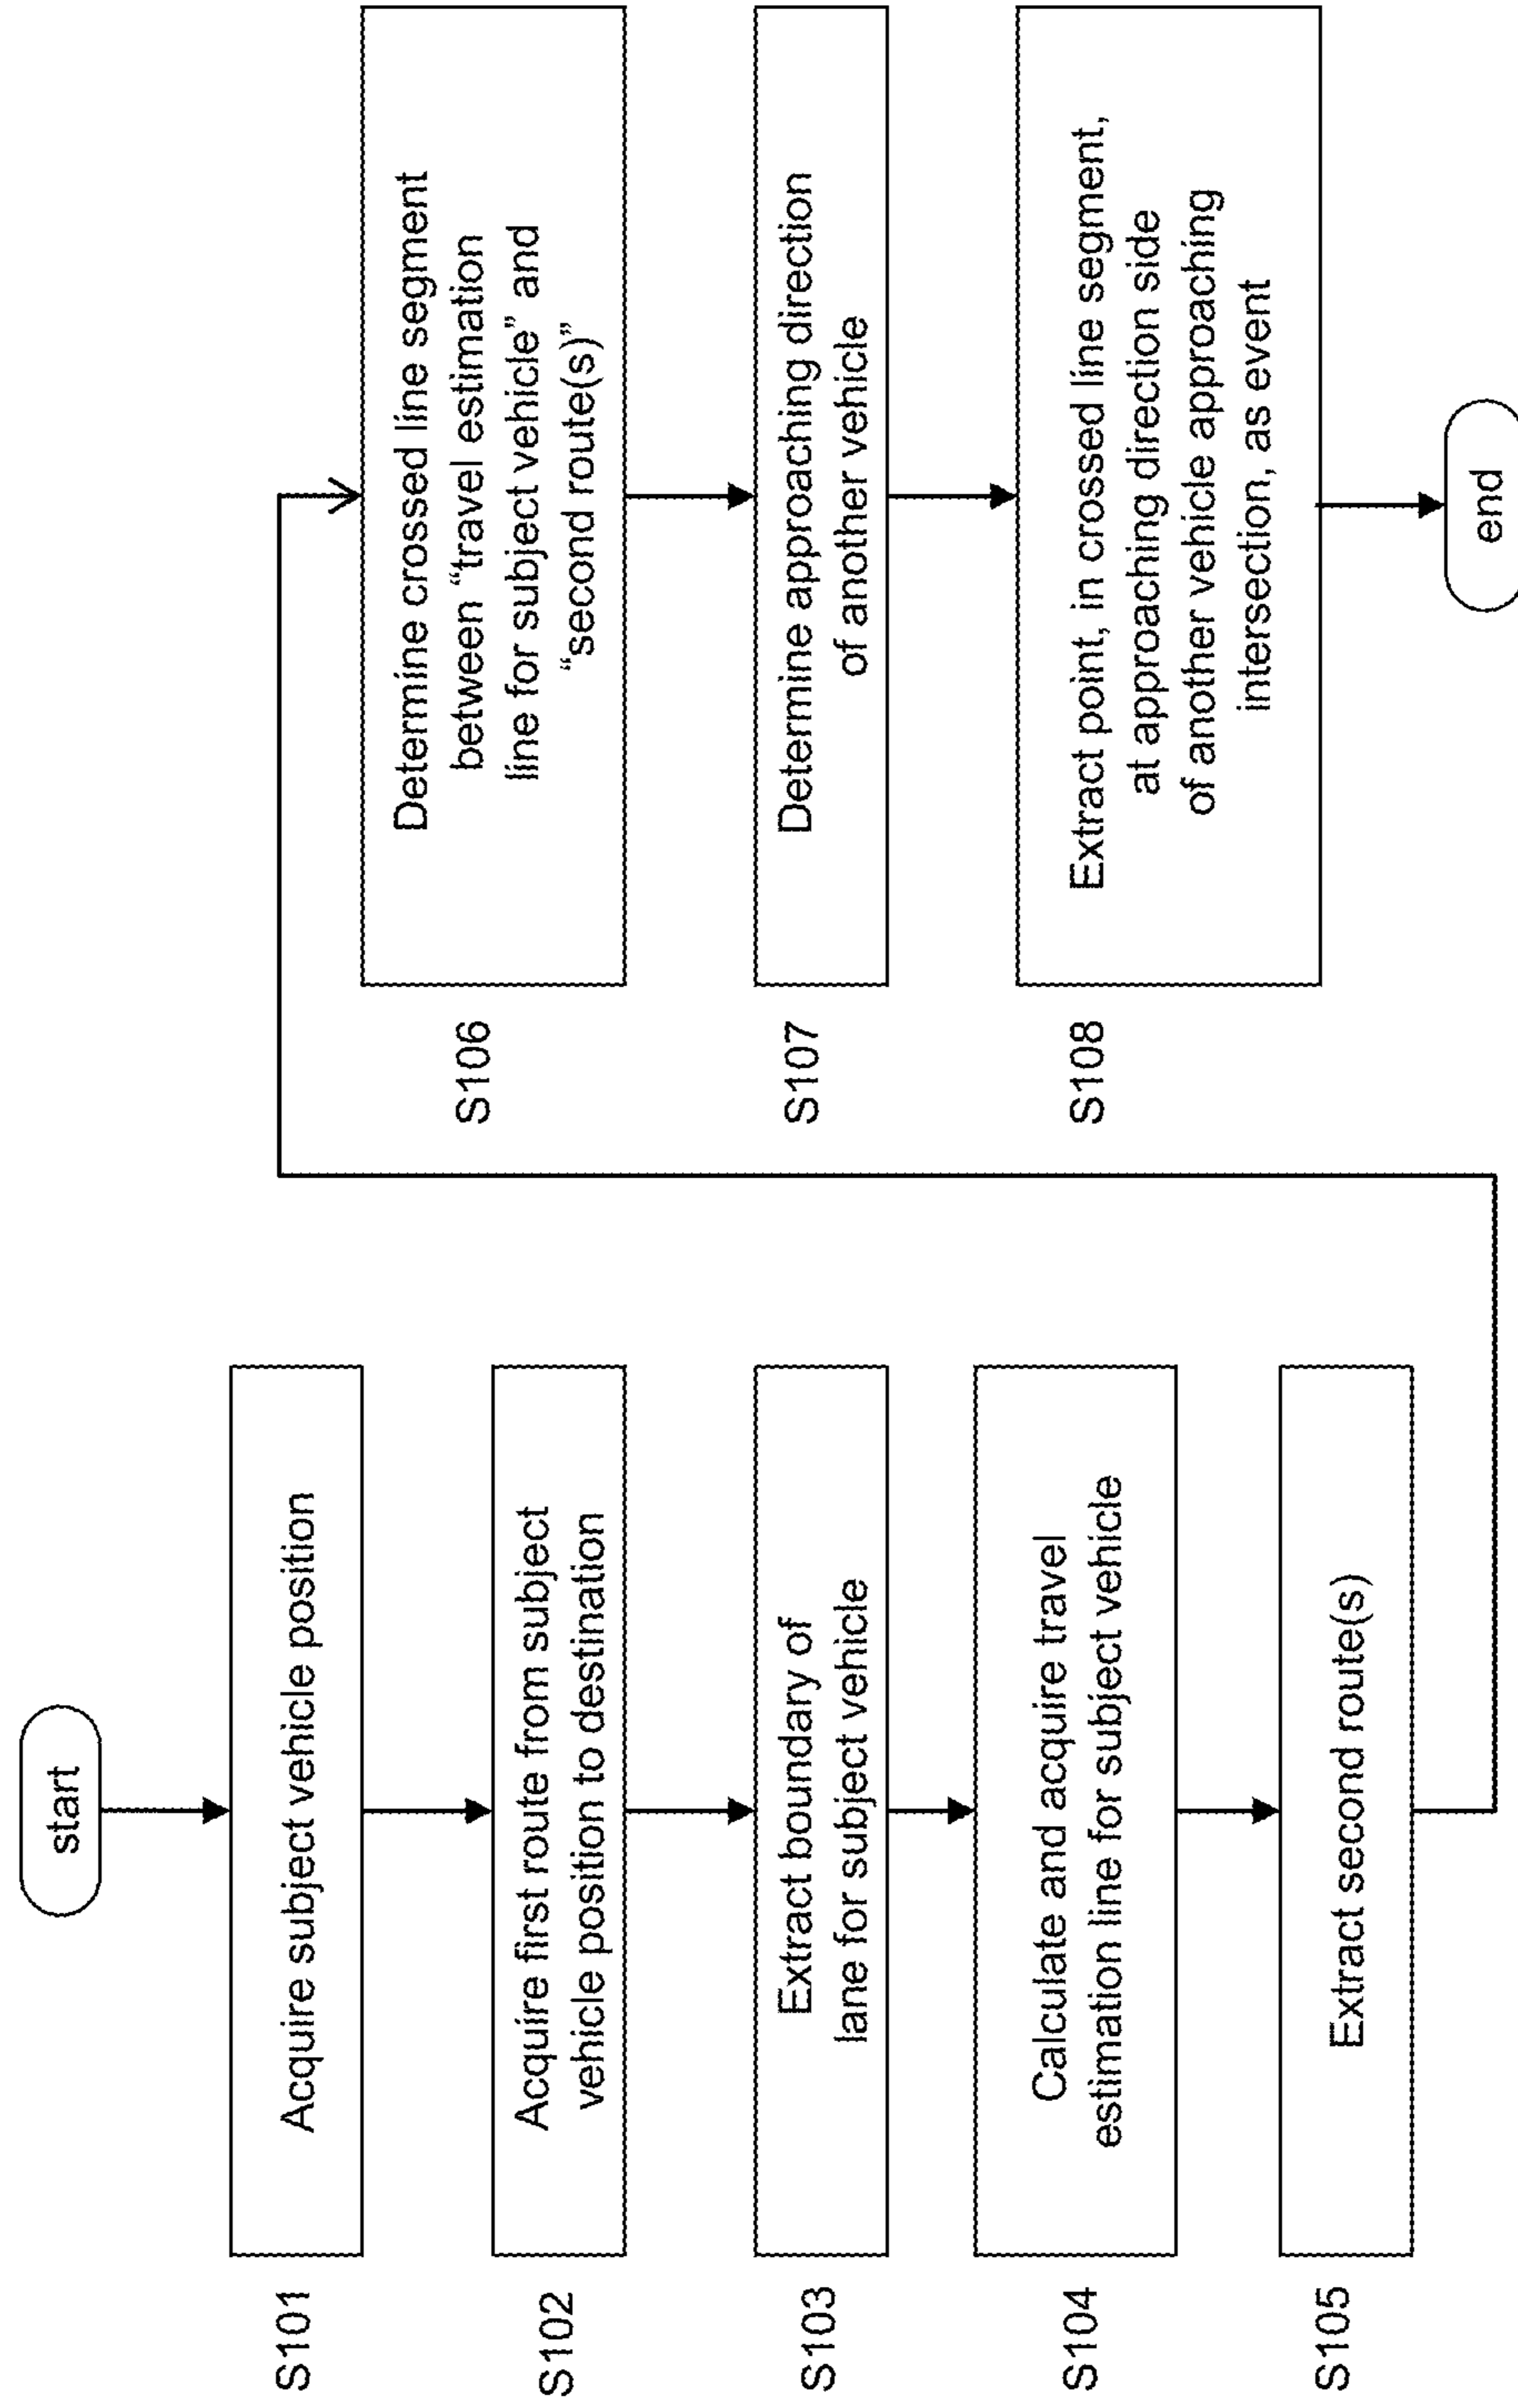 start
S101
Acquire subject vehicle position
S102
Acquire first route from subject
vehicle position to destination
S103
Extract boundary of
lane for subject vehicle
S104
Calculate and acquire travel
estimation line for subject vehicle
S105
Extract second route(s)
S106
Determine crossed line segment
between “travel estimation
line for subject vehicle” and
“second route(s)”
S107
Determine approaching direction
of another vehicle
S108
Extract point, in crossed line segment,
at approaching direction side
of another vehicle approaching
intersection, as event
end